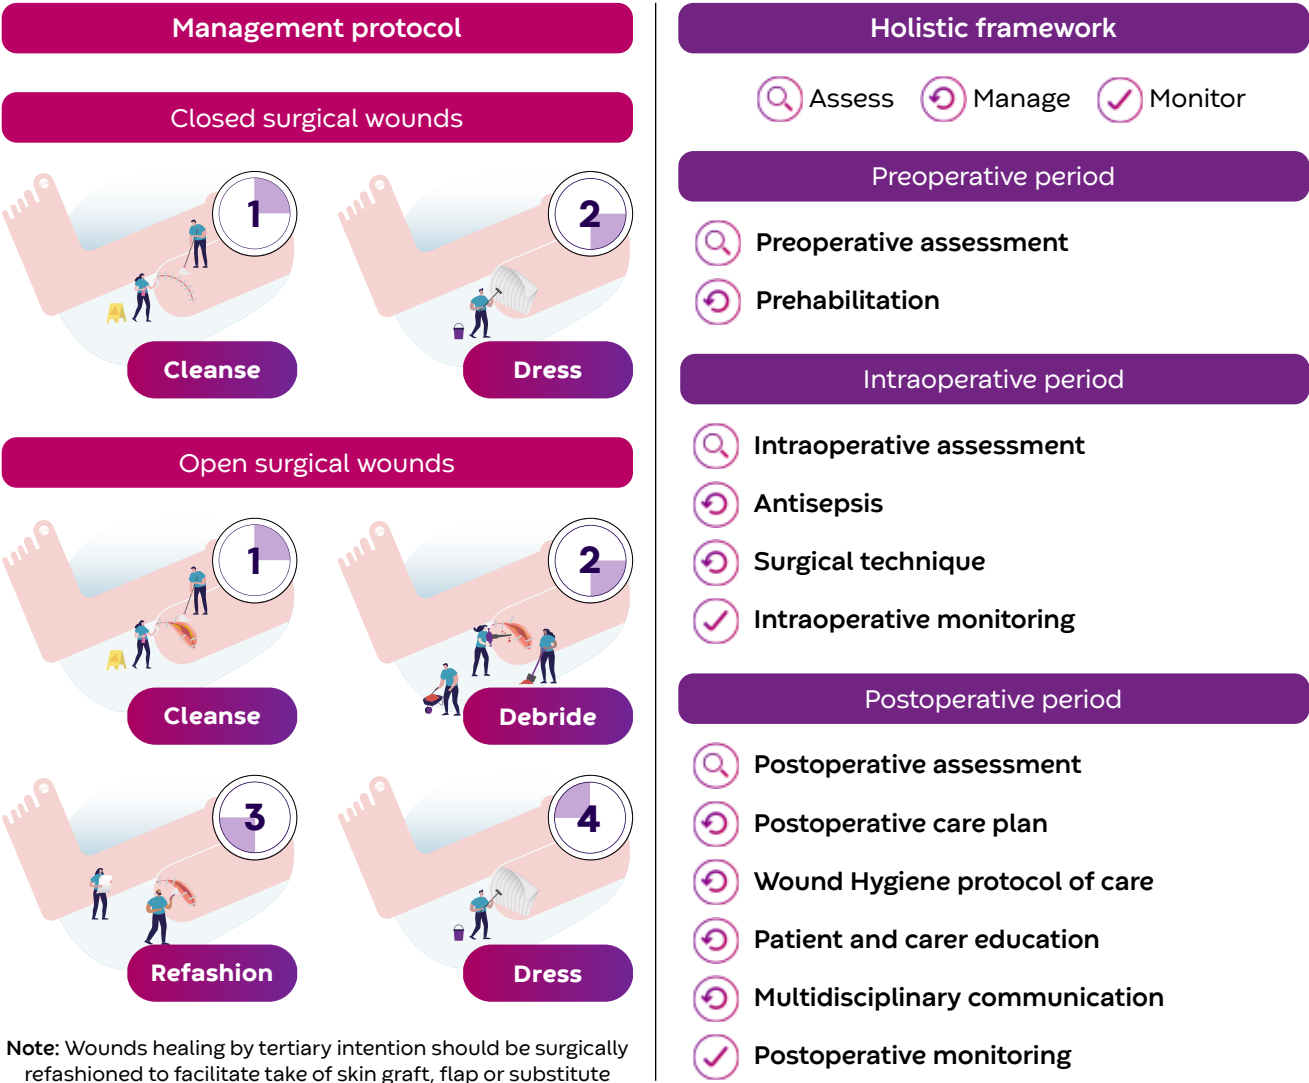 Management protocol
Closed surgical wounds
1
2
Cleanse
Dress
Open surgical wounds
1
2
Cleanse
Debride
3
4
Refashion
Dress
Note: Wounds healing by tertiary intention should be surgically
refashioned to facilitate take of skin graft, flap or substitute
Holistic framework
Assess Manage Monitor
Preoperative period
Preoperative assessment
Prehabilitation
Intraoperative period
Intraoperative assessment
Antisepsis
Surgical technique
Intraoperative monitoring
Postoperative period
Postoperative assessment
Postoperative care plan
Wound Hygiene protocol of care
Patient and carer education
Multidisciplinary communication
Postoperative monitoring